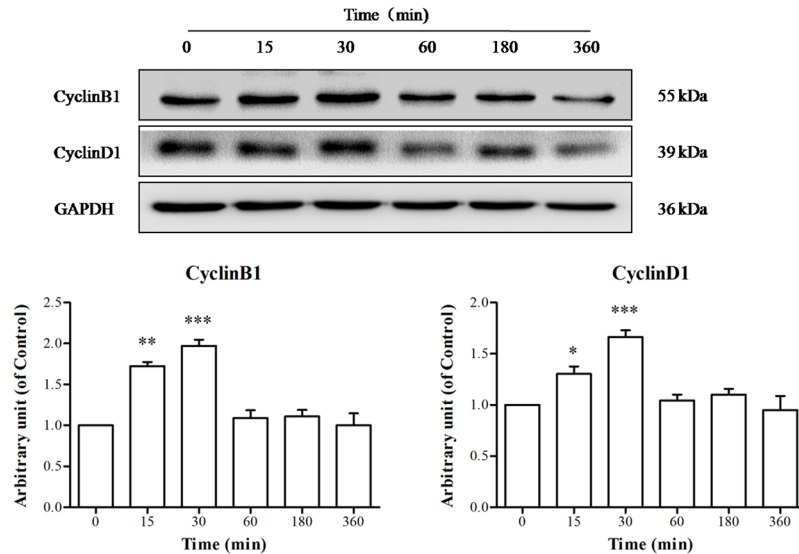 Time（min)
0 15 30 60 180 360
CyclinB1 55 kDa
CyclinD1 39 kDa
GAPDH 36 kDa
CyclinB1
Arbitrary unit (of Control)
2.5
2.0
1.5
1.0
0.5
0.0
** ***
0 15 30 60 180 360
Time (min)
CyclinD1
Arbitrary unit (of Control)
2.0
1.5
1.0
0.5
0.0
* ***
0 15 30 60 180 360
Time (min)